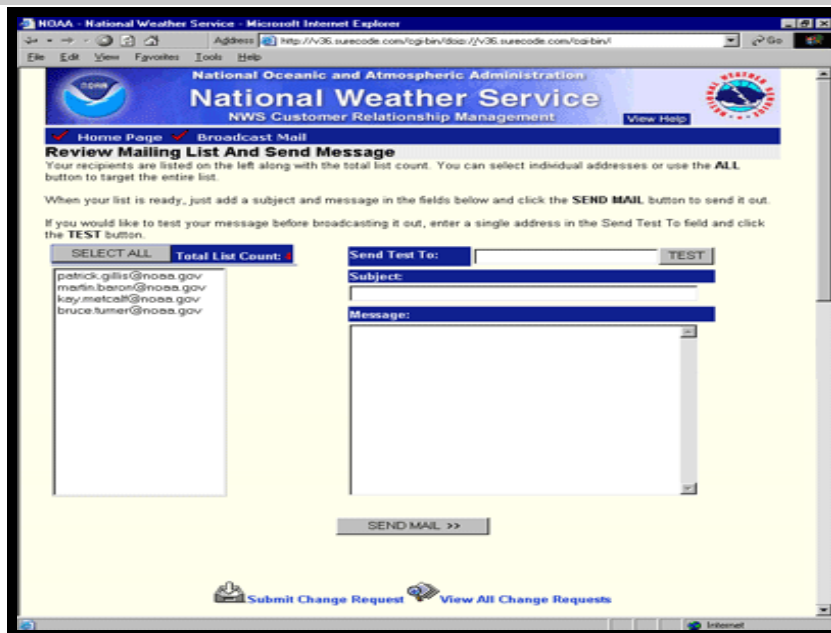 NOAA - National Weather Service - Microsoft Internet Explorer
Address http://v36.surecode.com/cgi-bin/ Go
File Edit View Favorites Tools Help
National Oceanic and Atmospheric Administration
National Weather Service
NWS Customer Relationship Management
View Help
Home Page Broadcast Mail
Review Mailing List And Send Message
Your recipients are listed on the left along with the total list count. You can select individual addresses or use the ALL
button to target the entire list.
When your list is ready, just add a subject and message in the fields below and click the SEND MAIL button to send it out.
If you would like to test your message before broadcasting it out, enter a single address in the Send Test To field and click
the TEST button.
SELECT ALL Total List Count: 4 Send Test To: TEST
patrick.gillis@noaa.gov
martin.baron@noaa.gov
kay.metcalf@noaa.gov
bruce.turner@noaa.gov
Subject:
Message:
SEND MAIL >>
Submit Change Request View All Change Requests
Internet